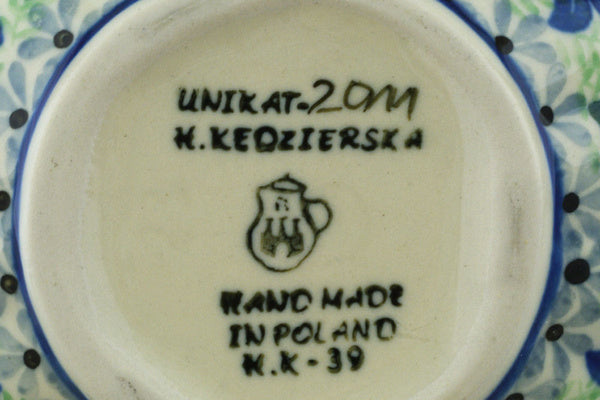 UNIKAT-2011
H.KEDZIERSKA
R
HAND MADE
IN POLAND
H.K-39